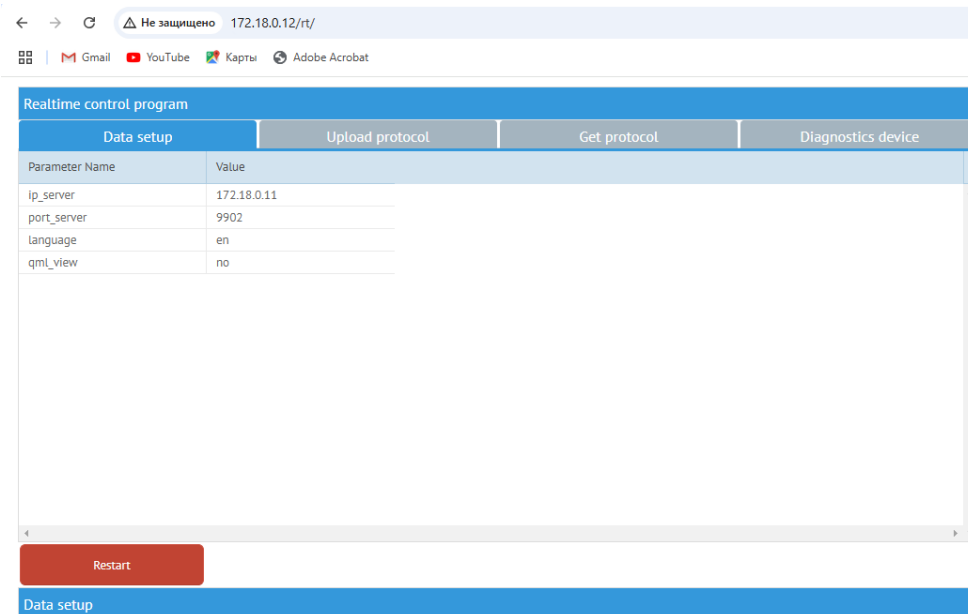 Не защищено 172.18.0.12/rt/
Gmail YouTube Карты Adobe Acrobat
Realtime control program
Data setup Upload protocol Get protocol Diagnostics device
Parameter Name Value
ip_server 172.18.0.11
port_server 9902
language en
qml_view no
Restart
Data setup